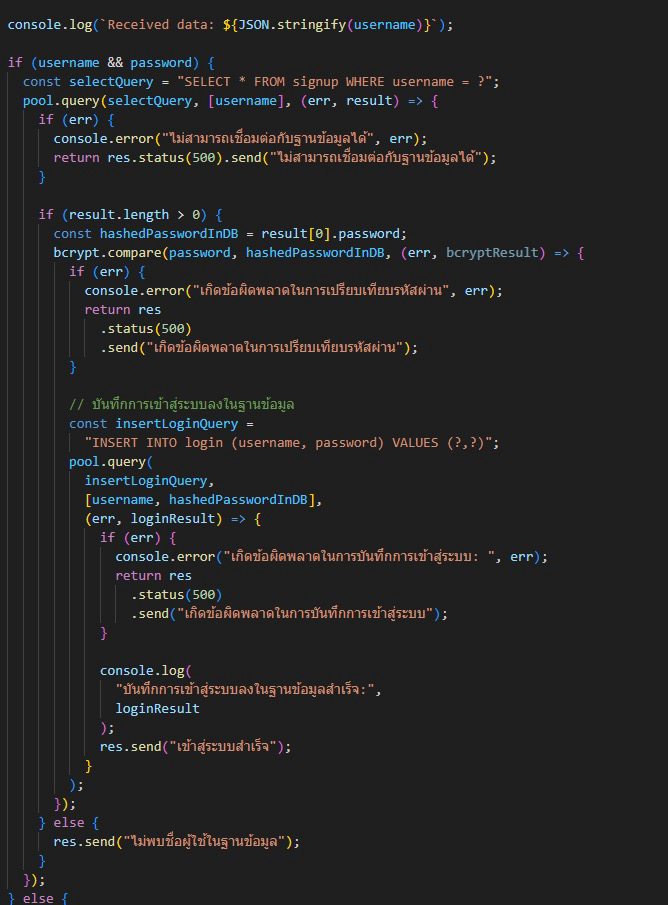 console.log(`Received data: ${JSON.stringify(username)}`);
if (username && password) {
const selectQuery = "SELECT * FROM signup WHERE username = ?";
pool.query(selectQuery, [username], (err, result) => {
if (err) {
console.error("ไม่สามารถเชื่อมต่อกับฐานข้อมูลได้", err);
return res.status(500).send("ไม่สามารถเชื่อมต่อกับฐานข้อมูลได้");
}
if (result.length > 0) {
const hashedPasswordInDB = result[0].password;
bcrypt.compare(password, hashedPasswordInDB, (err, bcryptResult) => {
if (err) {
console.error("เกิดข้อผิดพลาดในการเปรียบเทียบรหัสผ่าน", err);
return res
.status(500)
.send("เกิดข้อผิดพลาดในการเปรียบเทียบรหัสผ่าน");
}
// บันทึกการเข้าสู่ระบบลงในฐานข้อมูล
const insertLoginQuery =
"INSERT INTO login (username, password) VALUES (?,?)";
pool.query(
insertLoginQuery,
[username, hashedPasswordInDB],
(err, loginResult) => {
if (err) {
console.error("เกิดข้อผิดพลาดในการบันทึกการเข้าสู่ระบบ: ", err);
return res
.status(500)
.send("เกิดข้อผิดพลาดในการบันทึกการเข้าสู่ระบบ");
}
console.log(
"บันทึกการเข้าสู่ระบบลงในฐานข้อมูลสำเร็จ:",
loginResult
);
res.send("เข้าสู่ระบบสำเร็จ");
}
);
});
} else {
res.send("ไม่พบชื่อผู้ใช้ในฐานข้อมูล");
}
});
} else {